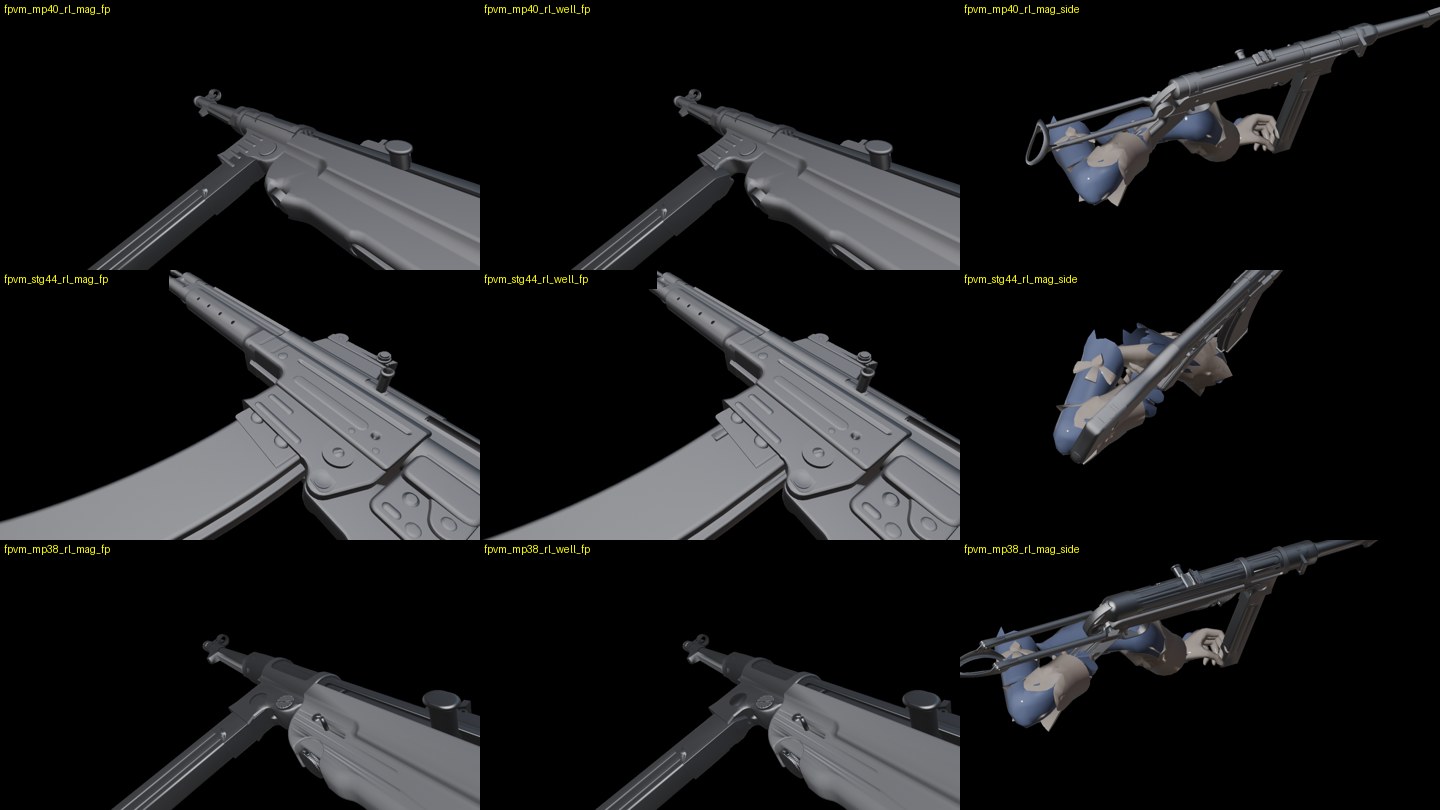 fpvm_mp40_rl_mag_fp
fpvm_mp40_rl_well_fp
fpvm_mp40_rl_mag_side
fpvm_stg44_rl_mag_fp
fpvm_stg44_rl_well_fp
fpvm_stg44_rl_mag_side
fpvm_mp38_rl_mag_fp
fpvm_mp38_rl_well_fp
fpvm_mp38_rl_mag_side